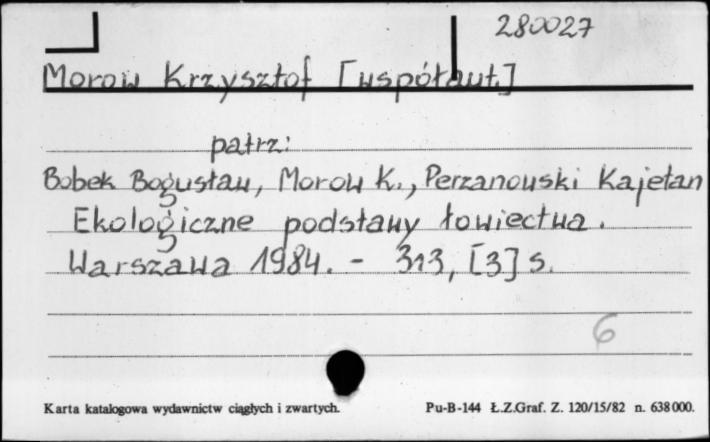 280027
Morow Krzysztof [współaut.]
patrz:
Bobek Bogusław, Morow K., Perzanowski Kajetan
Ekologiczne podstawy łowiectwa.
Warszawa 1984. - 313, [3] s.
6
Karta katalogowa wydawnictw ciągłych i zwartych. Pu-B-144 Ł.Z.Graf. Z. 120/15/82 n. 638000.